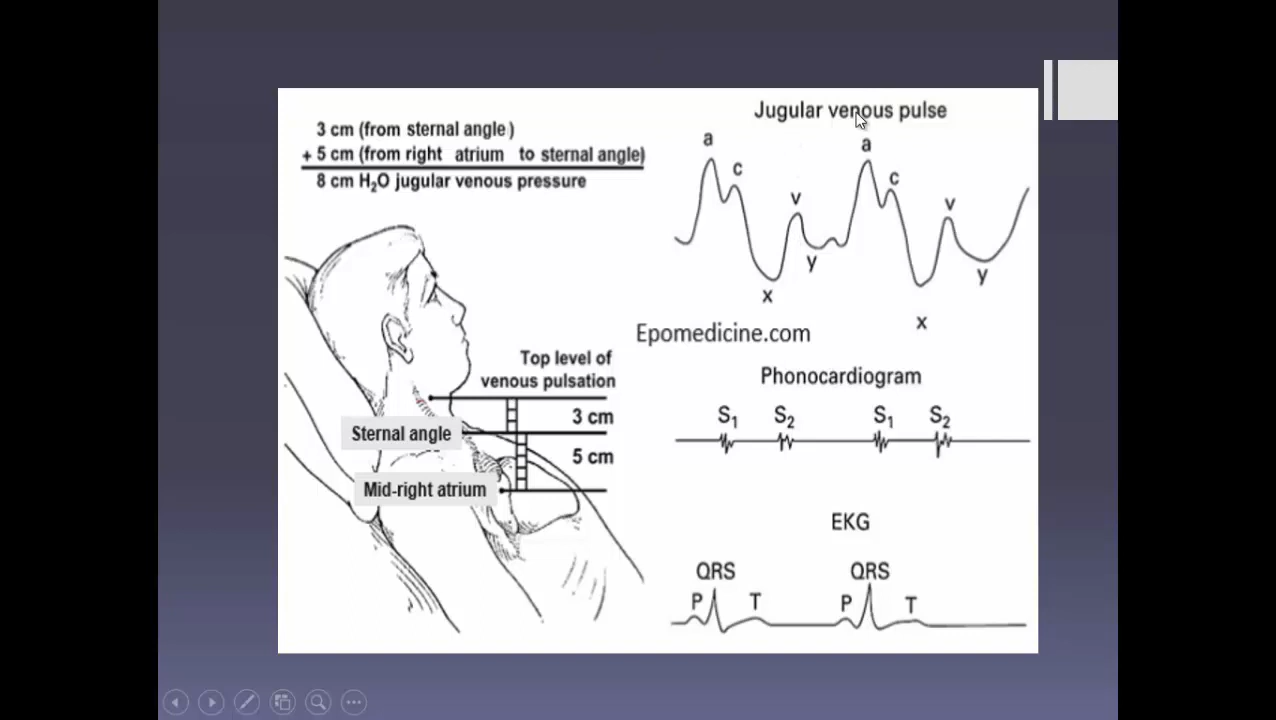 3 cm (from sternal angle)
+ 5 cm (from right atrium to sternal angle)
8 cm H₂O jugular venous pressure
Top level of
venous pulsation
3 cm
Sternal angle
5 cm
Mid-right atrium
Jugular venous pulse
a c v a c v
y y
x x
Epomedicine.com
Phonocardiogram
S₁ S₂ S₁ S₂
EKG
QRS QRS
P T P T